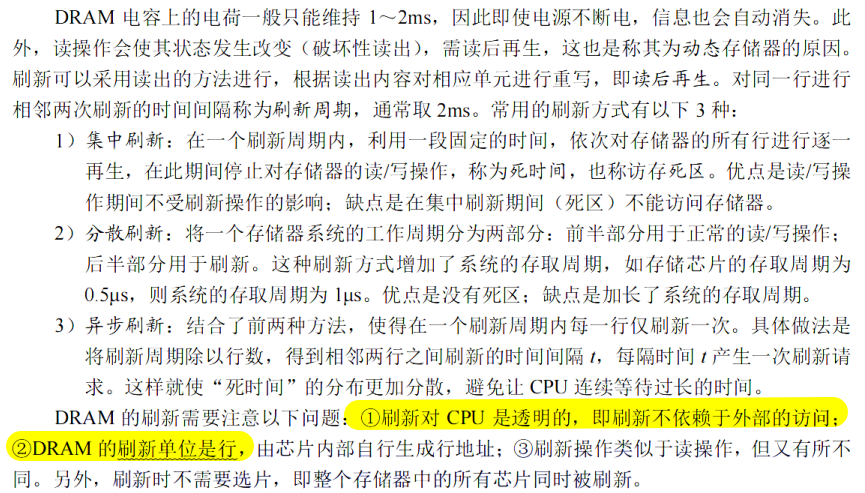 DRAM 电容上的电荷一般只能维持 1～2ms，因此即使电源不断电，信息也会自动消失。此
外，读操作会使其状态发生改变（破坏性读出），需读后再生，这也是称其为动态存储器的原因。
刷新可以采用读出的方法进行，根据读出内容对相应单元进行重写，即读后再生。对同一行进行
相邻两次刷新的时间间隔称为刷新周期，通常取 2ms。常用的刷新方式有以下 3 种：
1）集中刷新：在一个刷新周期内，利用一段固定的时间，依次对存储器的所有行进行逐一
再生，在此期间停止对存储器的读/写操作，称为死时间，也称访存死区。优点是读/写操
作期间不受刷新操作的影响；缺点是在集中刷新期间（死区）不能访问存储器。
2）分散刷新：将一个存储器系统的工作周期分为两部分：前半部分用于正常的读/写操作；
后半部分用于刷新。这种刷新方式增加了系统的存取周期，如存储芯片的存取周期为
0.5μs，则系统的存取周期为 1μs。优点是没有死区；缺点是加长了系统的存取周期。
3）异步刷新：结合了前两种方法，使得在一个刷新周期内每一行仅刷新一次。具体做法是
将刷新周期除以行数，得到相邻两行之间刷新的时间间隔 t，每隔时间 t 产生一次刷新请
求。这样就使“死时间”的分布更加分散，避免让 CPU 连续等待过长的时间。
DRAM 的刷新需要注意以下问题：①刷新对 CPU 是透明的，即刷新不依赖于外部的访问；
②DRAM 的刷新单位是行，由芯片内部自行生成行地址；③刷新操作类似于读操作，但又有所不
同。另外，刷新时不需要选片，即整个存储器中的所有芯片同时被刷新。